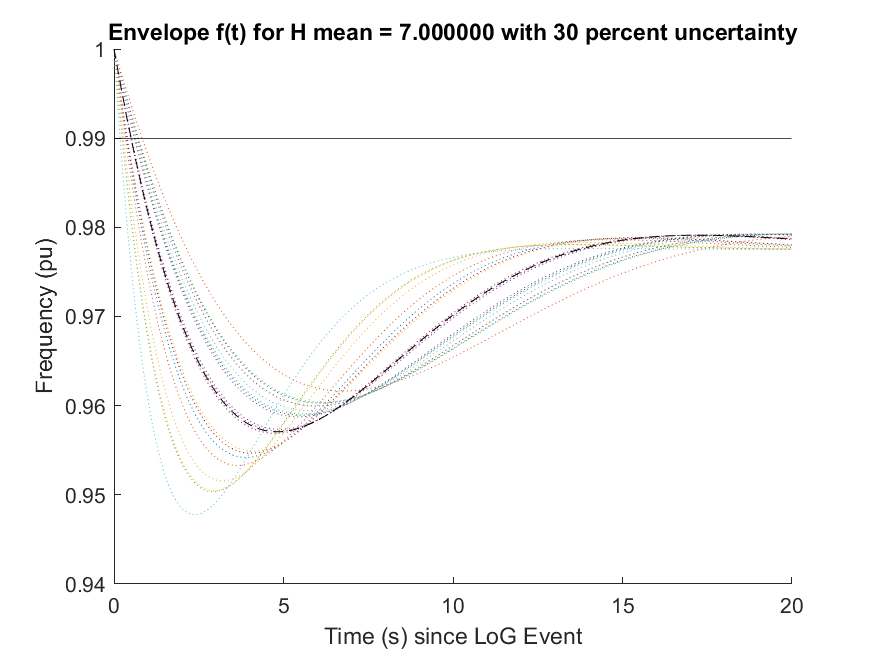 Envelope f(t) for H mean = 7.000000 with 30 percent uncertainty
1
0.99
0.98
0.97
0.96
0.95
0.94
Frequency (pu)
0 5 10 15 20
Time (s) since LoG Event